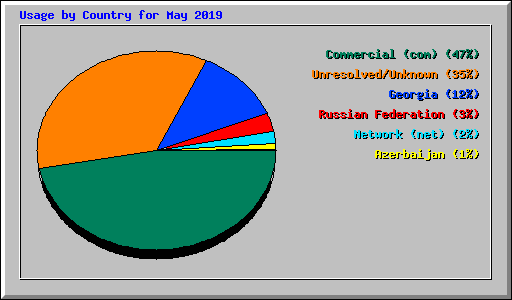 Usage by Country for May 2019
Commercial (com) (47%)
Unresolved/Unknown (35%)
Georgia (12%)
Russian Federation (3%)
Network (net) (2%)
Azerbaijan (1%)